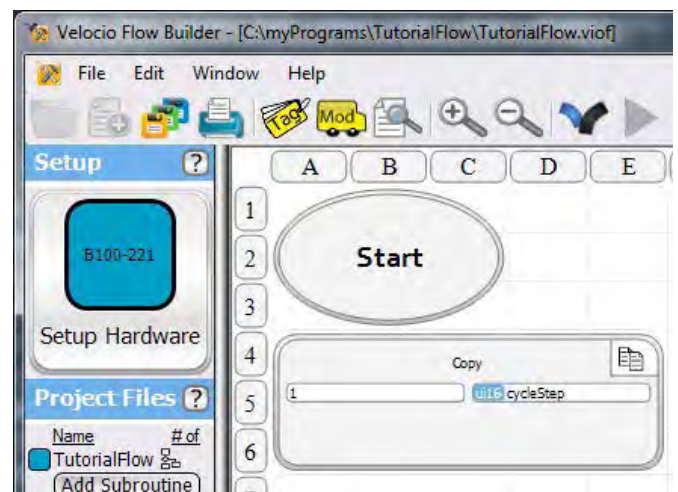 Velocio Flow Builder - [C:\myPrograms\TutorialFlow\TutorialFlow.viof]
File Edit Window Help
Tag Mod
Setup ?
A B C D E
1
B100-221
2
Start
3
Setup Hardware
4
Copy
Project Files ?
5
1 ui16 cycleStep
Name # of
TutorialFlow
6
Add Subroutine